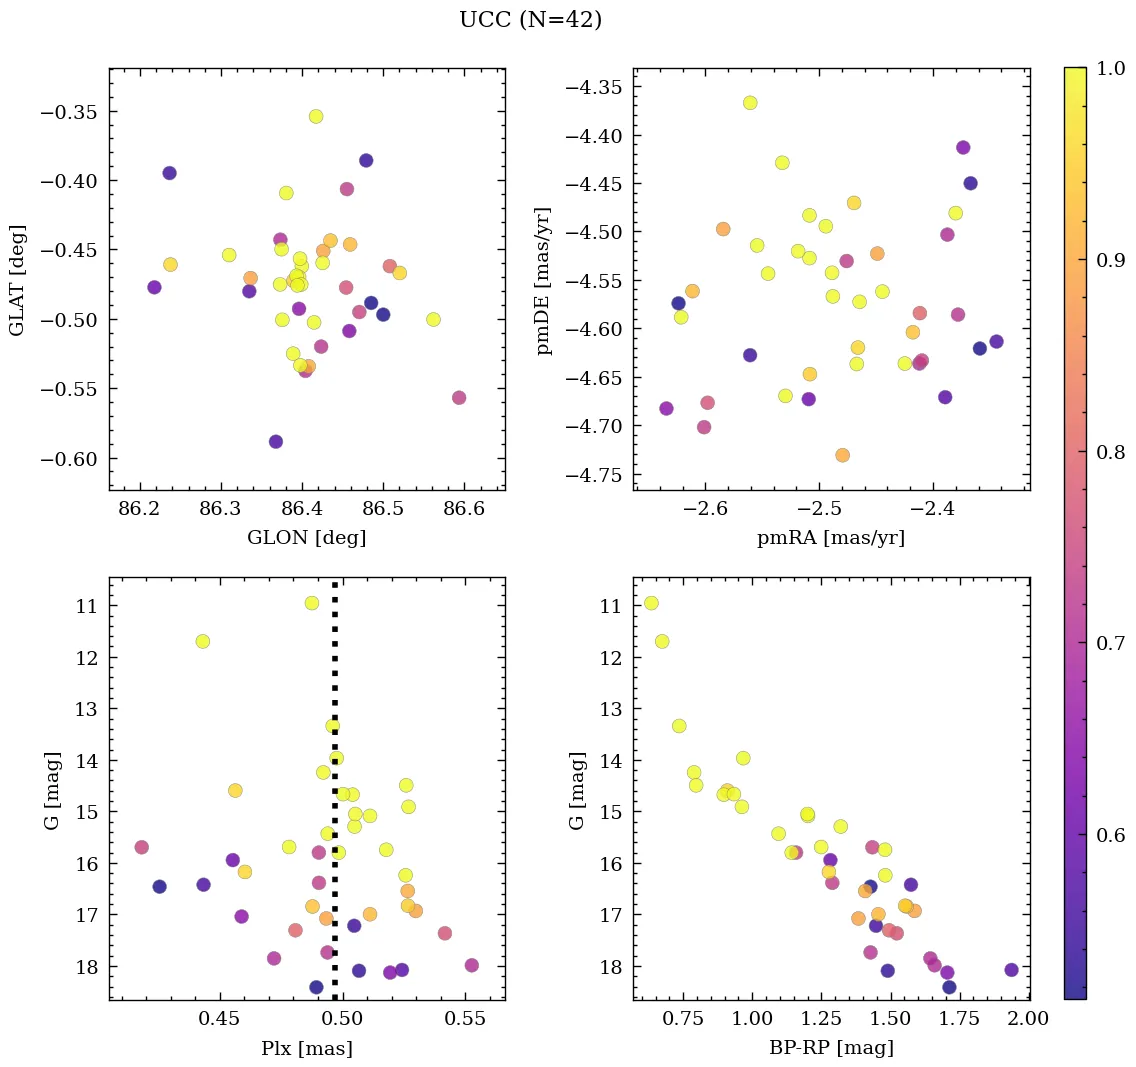 UCC (N=42)
−0.35
−0.40
−0.45
−0.50
−0.55
−0.60
GLAT [deg]
86.2 86.3 86.4 86.5 86.6
GLON [deg]
−4.35
−4.40
−4.45
−4.50
−4.55
−4.60
−4.65
−4.70
−4.75
pmDE [mas/yr]
−2.6 −2.5 −2.4
pmRA [mas/yr]
11
12
13
14
15
16
17
18
G [mag]
0.45 0.50 0.55
Plx [mas]
11
12
13
14
15
16
17
18
G [mag]
0.75 1.00 1.25 1.50 1.75 2.00
BP-RP [mag]
1.0
0.9
0.8
0.7
0.6